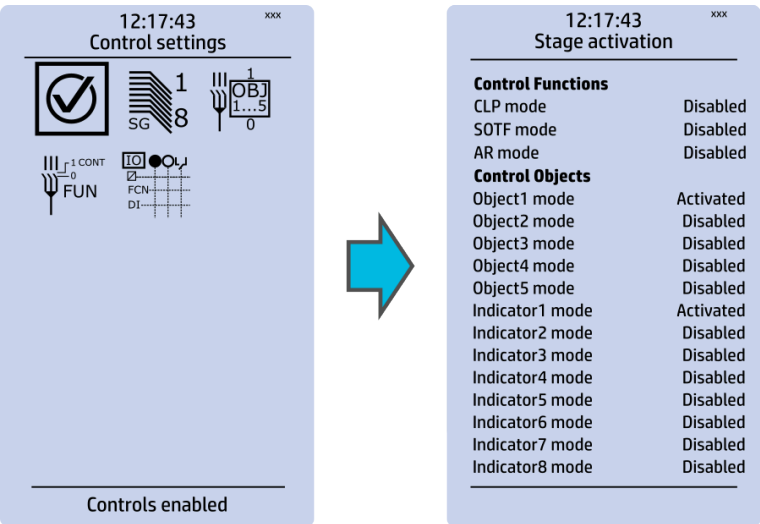 12:17:43 xxx
Control settings
1
SG 8
1
OBJ
1...5
0
1 CONT
0
FUN
IO
FCN
DI
Controls enabled
12:17:43 xxx
Stage activation
Control Functions
CLP mode Disabled
SOTF mode Disabled
AR mode Disabled
Control Objects
Object1 mode Activated
Object2 mode Disabled
Object3 mode Disabled
Object4 mode Disabled
Object5 mode Disabled
Indicator1 mode Activated
Indicator2 mode Disabled
Indicator3 mode Disabled
Indicator4 mode Disabled
Indicator5 mode Disabled
Indicator6 mode Disabled
Indicator7 mode Disabled
Indicator8 mode Disabled